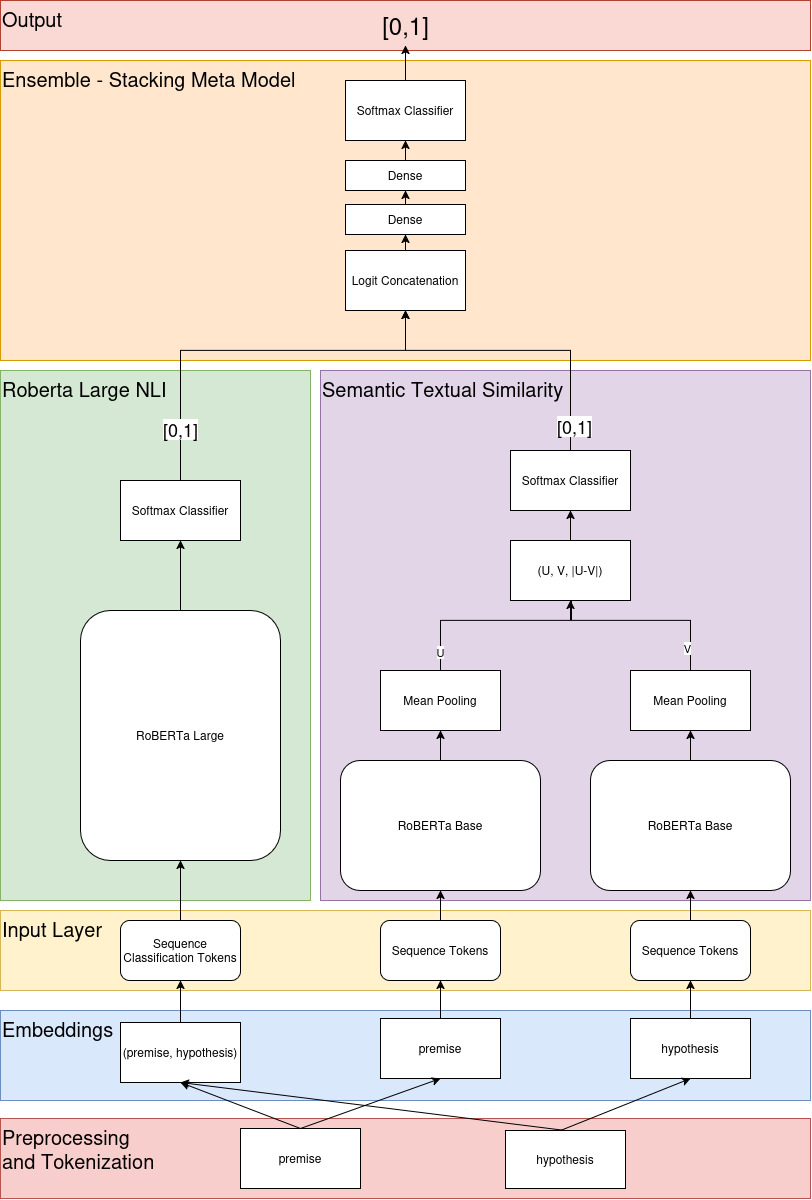 Output
[0,1]
Ensemble - Stacking Meta Model
Softmax Classifier
Dense
Dense
Logit Concatenation
Roberta Large NLI
[0,1]
Softmax Classifier
RoBERTa Large
Semantic Textual Similarity
[0,1]
Softmax Classifier
(U, V, |U-V|)
U
V
Mean Pooling
Mean Pooling
RoBERTa Base
RoBERTa Base
Input Layer
Sequence
Classification Tokens
Sequence Tokens
Sequence Tokens
Embeddings
(premise, hypothesis)
premise
hypothesis
Preprocessing
and Tokenization
premise
hypothesis